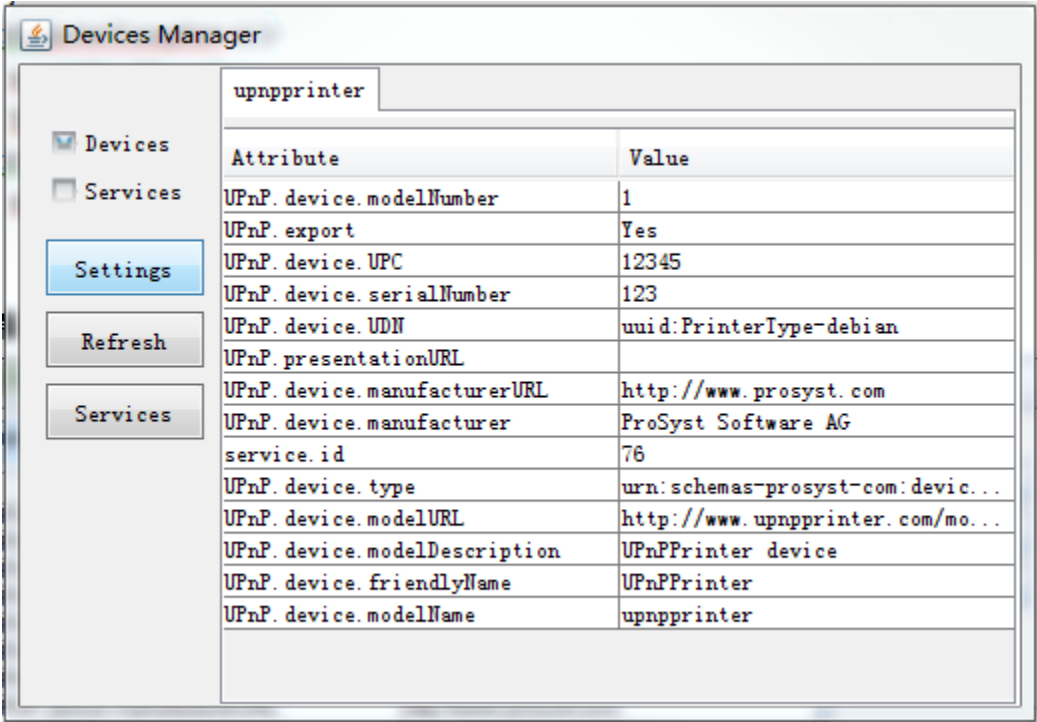 Devices Manager
upnpprinter
Devices
Services
Settings
Refresh
Services
Attribute Value
UPnP.device.modelNumber 1
UPnP.export Yes
UPnP.device.UPC 12345
UPnP.device.serialNumber 123
UPnP.device.UDN uuid:PrinterType-debian
UPnP.presentationURL
UPnP.device.manufacturerURL http://www.prosyst.com
UPnP.device.manufacturer ProSyst Software AG
service.id 76
UPnP.device.type urn:schemas-prosyst-com:devic...
UPnP.device.modelURL http://www.upnpprinter.com/mo...
UPnP.device.modelDescription UPnPPrinter device
UPnP.device.friendlyName UPnPPrinter
UPnP.device.modelName upnpprinter